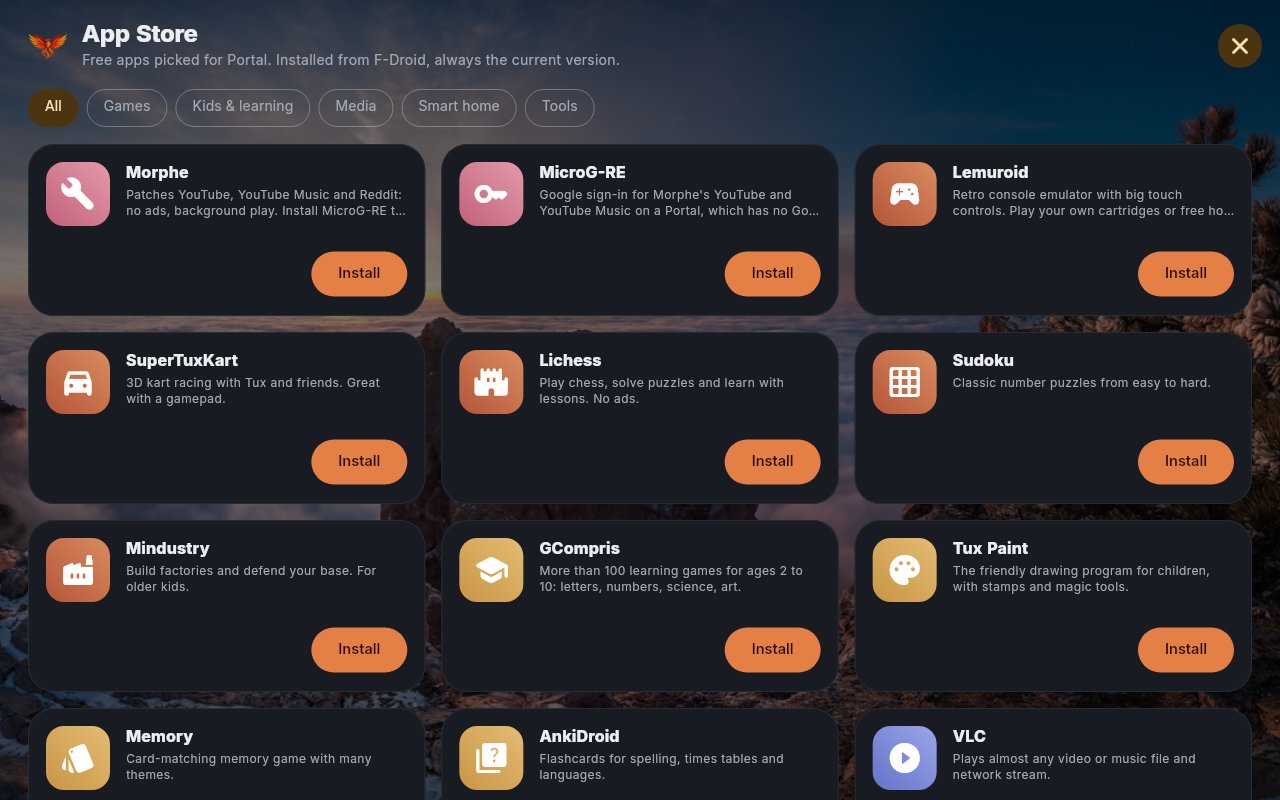 App Store
Free apps picked for Portal. Installed from F-Droid, always the current version.
All
Games
Kids & learning
Media
Smart home
Tools
Morphe
Patches YouTube, YouTube Music and Reddit:
no ads, background play. Install MicroG-RE t...
Install
MicroG-RE
Google sign-in for Morphe's YouTube and
YouTube Music on a Portal, which has no Go...
Install
Lemuroid
Retro console emulator with big touch
controls. Play your own cartridges or free ho...
Install
SuperTuxKart
3D kart racing with Tux and friends. Great
with a gamepad.
Install
Lichess
Play chess, solve puzzles and learn with
lessons. No ads.
Install
Sudoku
Classic number puzzles from easy to hard.
Install
Mindustry
Build factories and defend your base. For
older kids.
Install
GCompris
More than 100 learning games for ages 2 to
10: letters, numbers, science, art.
Install
Tux Paint
The friendly drawing program for children,
with stamps and magic tools.
Install
Memory
Card-matching memory game with many
themes.
AnkiDroid
Flashcards for spelling, times tables and
languages.
VLC
Plays almost any video or music file and
network stream.